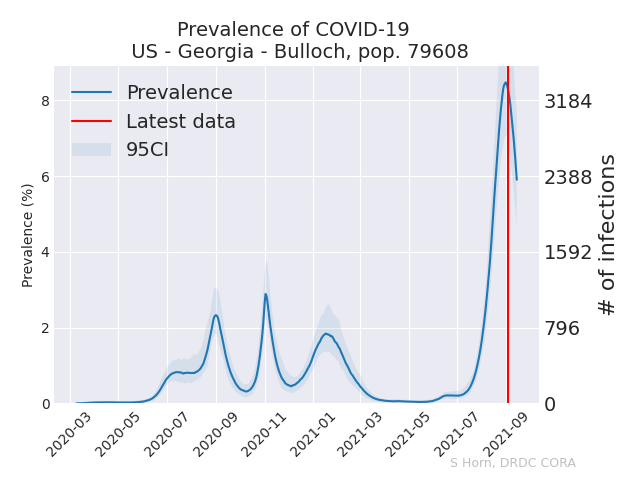 Prevalence of COVID-19
US - Georgia - Bulloch, pop. 79608
Prevalence
Latest data
95CI
Prevalence (%)
8
6
4
2
0
3184
2388
1592
796
0
# of infections
2020-03
2020-05
2020-07
2020-09
2020-11
2021-01
2021-03
2021-05
2021-07
2021-09
S Horn, DRDC CORA